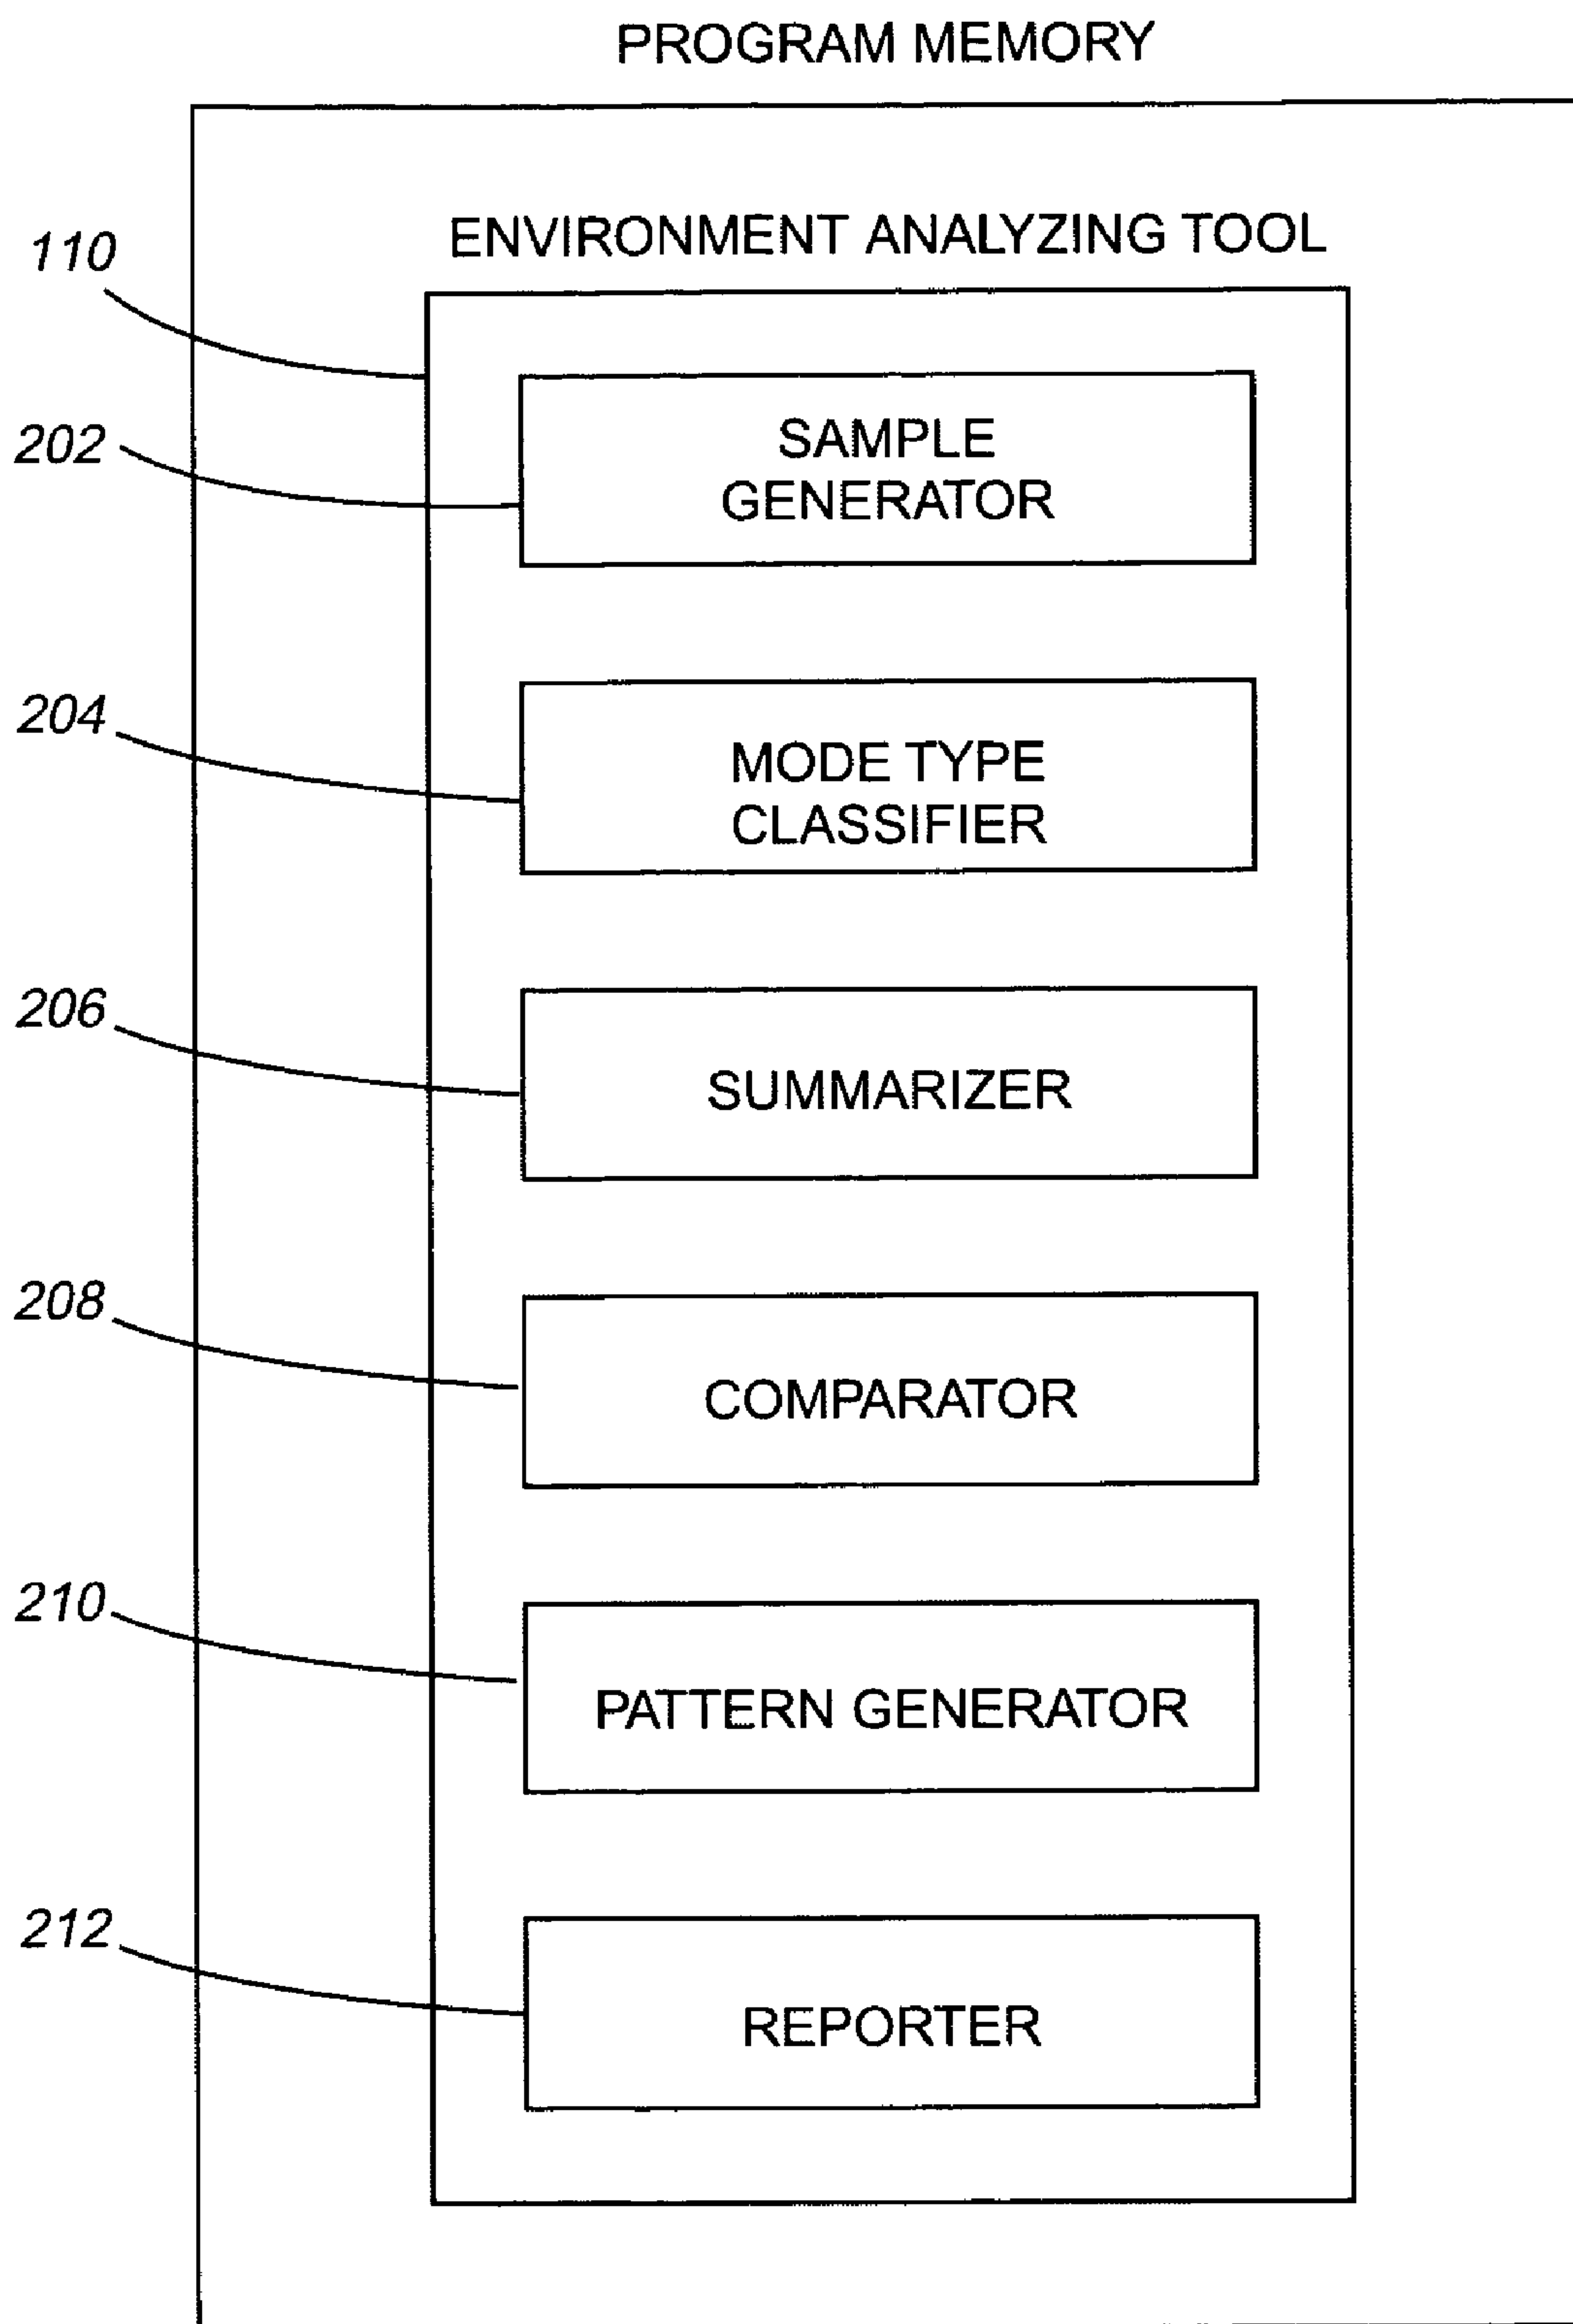 PROGRAM MEMORY
ENVIRONMENT ANALYZING TOOL
110
202
SAMPLE
GENERATOR
204
MODE TYPE
CLASSIFIER
206
SUMMARIZER
208
COMPARATOR
210
PATTERN GENERATOR
212
REPORTER